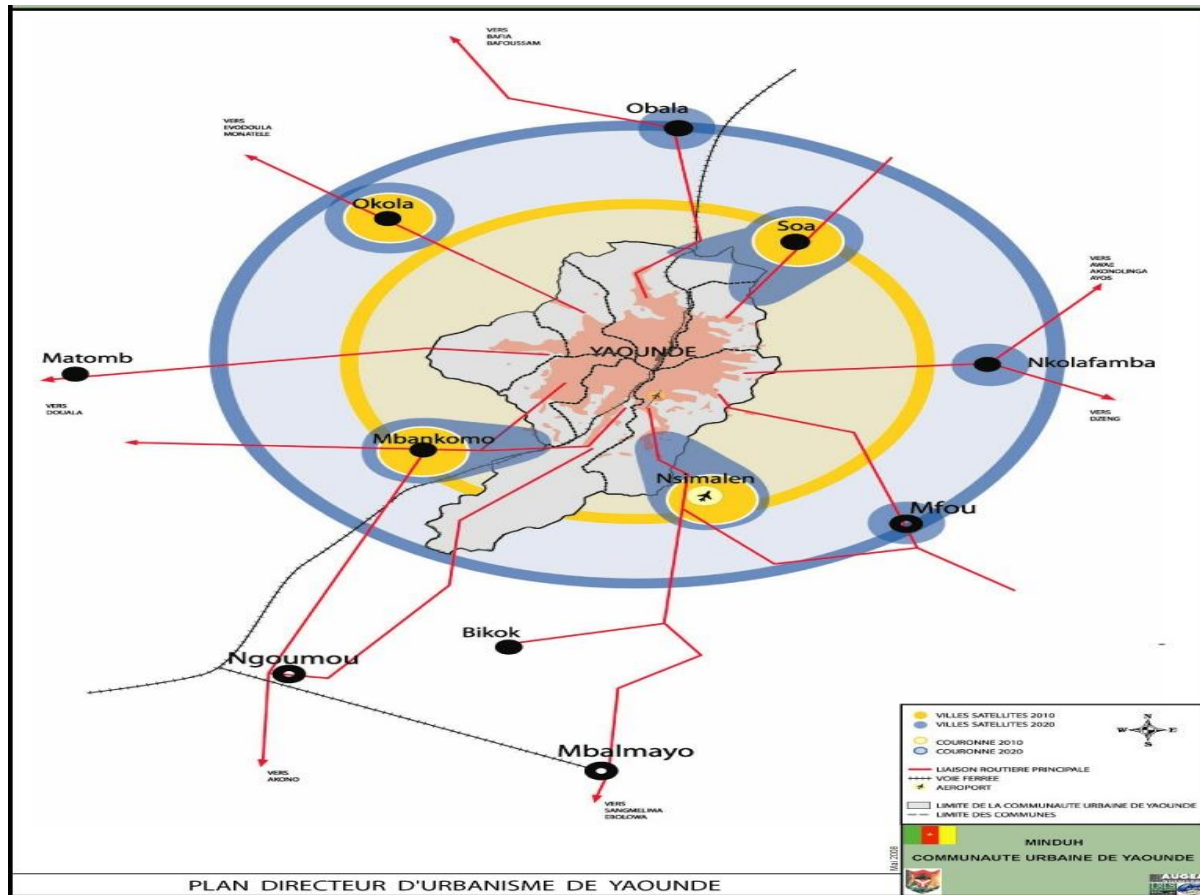 VERS
BAFIA
BAFOUSSAM
Obala
VERS
EVODOULA
MONATELE
Okola
Soa
VERS
AWAE
AKONOLINGA
AYOS
YAOUNDE
Matomb
Nkolafamba
VERS
DOUALA
VERS
DZENG
Mbankomo
Nsimalen
Mfou
Bikok
Ngoumou
Mbalmayo
VERS
AKONO
VERS
SANGMELIMA
EBOLOWA
VILLES SATELLITES 2010
VILLES SATELLITES 2020
COURONNE 2010
COURONNE 2020
N
W E
S
LIAISON ROUTIERE PRINCIPALE
VOIE FERREE
AEROPORT
LIMITE DE LA COMMUNAUTE URBAINE DE YAOUNDE
LIMITE DES COMMUNES
Mai 2008
MINDUH
COMMUNAUTE URBAINE DE YAOUNDE
PLAN DIRECTEUR D'URBANISME DE YAOUNDE